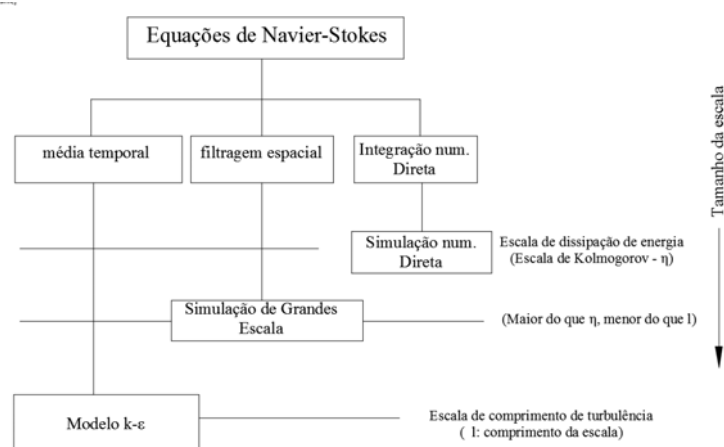 Equações de Navier-Stokes
média temporal
filtragem espacial
Integração num.
Direta
Tamanho da escala
Simulação num.
Direta
Escala de dissipação de energia
(Escala de Kolmogorov - η)
Simulação de Grandes
Escala
(Maior do que η, menor do que l)
Modelo k-ε
Escala de comprimento de turbulência
( l: comprimento da escala)